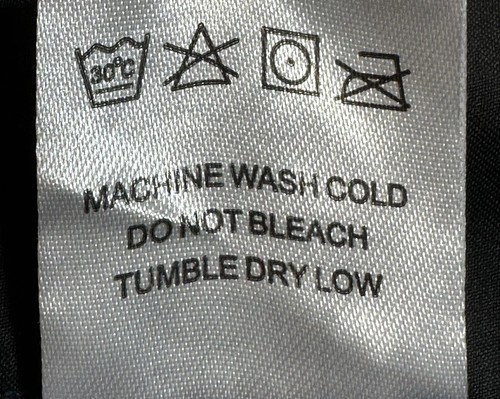 30°C
MACHINE WASH COLD
DO NOT BLEACH
TUMBLE DRY LOW